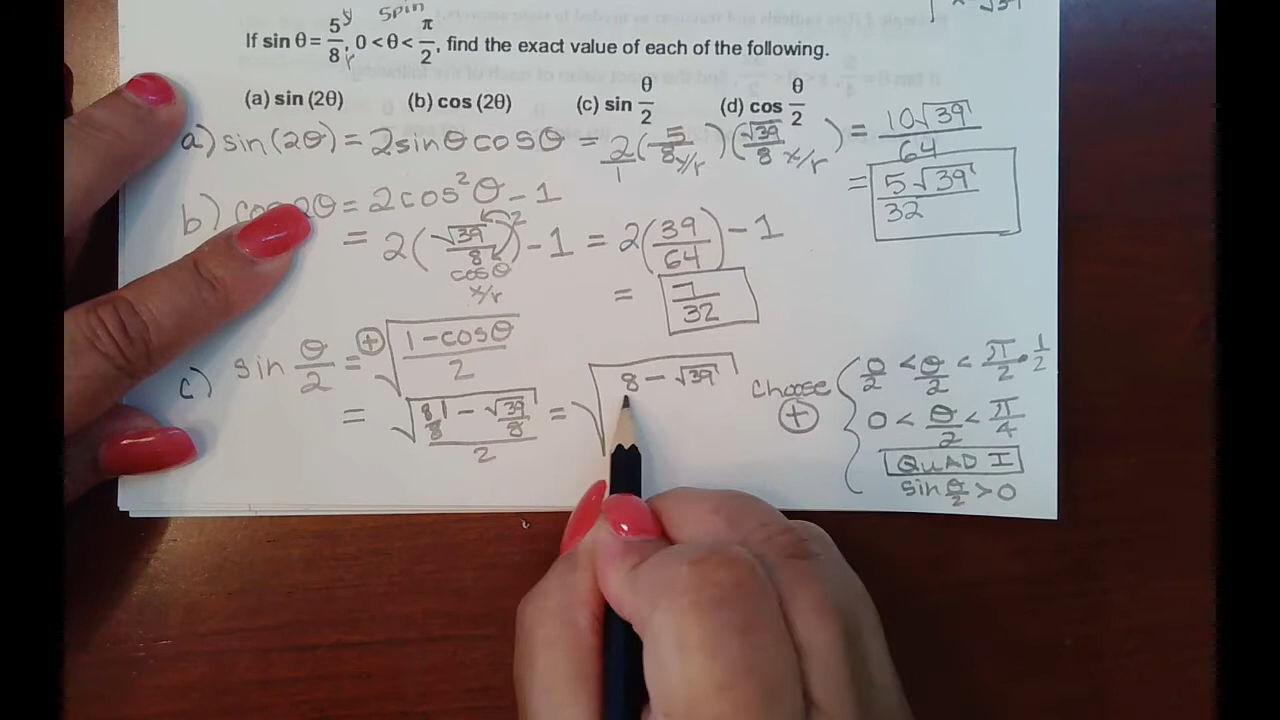 spin
If sin θ = 5/8, 0 < θ < π/2, find the exact value of each of the following.
y
r
(a) sin (2θ) (b) cos (2θ) (c) sin θ/2 (d) cos θ/2
a) sin(2θ) = 2sinθcosθ = 2/1 (5/8 y/r) (√39/8 x/r) = 10√39/64
= 5√39/32
b) cos2θ = 2cos²θ - 1
= 2(√39/8)² - 1 = 2(39/64) - 1
cosθ
x/r
= 7/32
c) sin θ/2 = + √((1-cosθ)/2)
= √((8/8 1 - √39/8)/2) = √(8 - √39
Choose +
0/2 < θ/2 < π/2 · 1/2
0 < θ/2 < π/4
QUAD I
sin θ/2 > 0